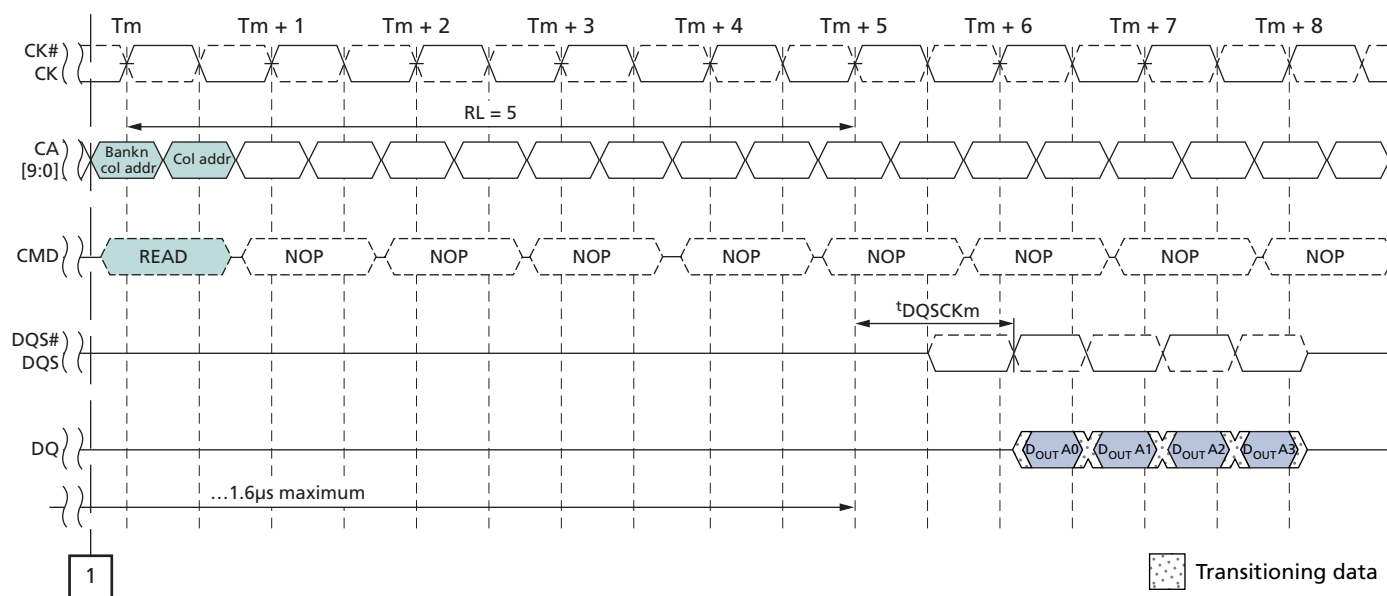 Tm Tm + 1 Tm + 2 Tm + 3 Tm + 4 Tm + 5 Tm + 6 Tm + 7 Tm + 8
CK#
CK
RL = 5
CA
[9:0]
Bankn
col addr
Col addr
CMD READ NOP NOP NOP NOP NOP NOP NOP NOP
tDQSCKm
DQS#
DQS
DQ DOUT A0 DOUT A1 DOUT A2 DOUT A3
...1.6µs maximum
1
Transitioning data